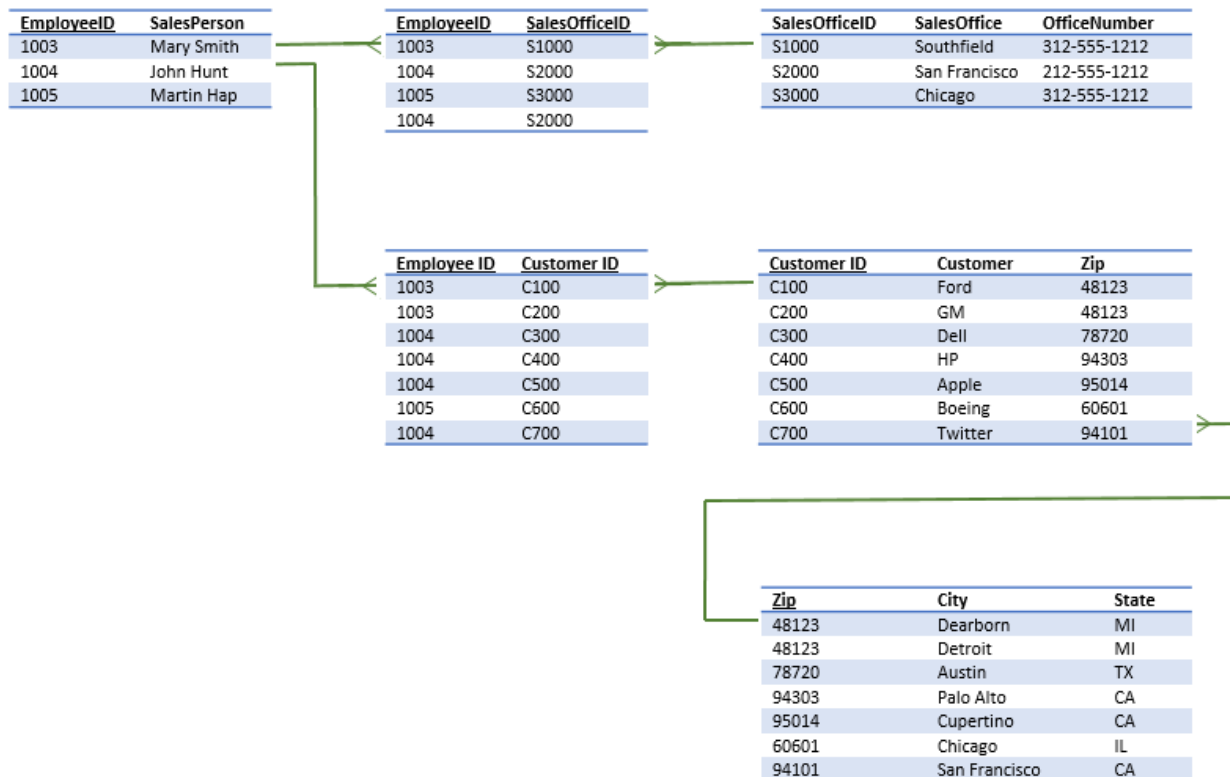 EmployeeID SalesPerson
1003 Mary Smith
1004 John Hunt
1005 Martin Hap
EmployeeID SalesOfficeID
1003 S1000
1004 S2000
1005 S3000
1004 S2000
SalesOfficeID SalesOffice OfficeNumber
S1000 Southfield 312-555-1212
S2000 San Francisco 212-555-1212
S3000 Chicago 312-555-1212
Employee ID Customer ID
1003 C100
1003 C200
1004 C300
1004 C400
1004 C500
1005 C600
1004 C700
Customer ID Customer Zip
C100 Ford 48123
C200 GM 48123
C300 Dell 78720
C400 HP 94303
C500 Apple 95014
C600 Boeing 60601
C700 Twitter 94101
Zip City State
48123 Dearborn MI
48123 Detroit MI
78720 Austin TX
94303 Palo Alto CA
95014 Cupertino CA
60601 Chicago IL
94101 San Francisco CA